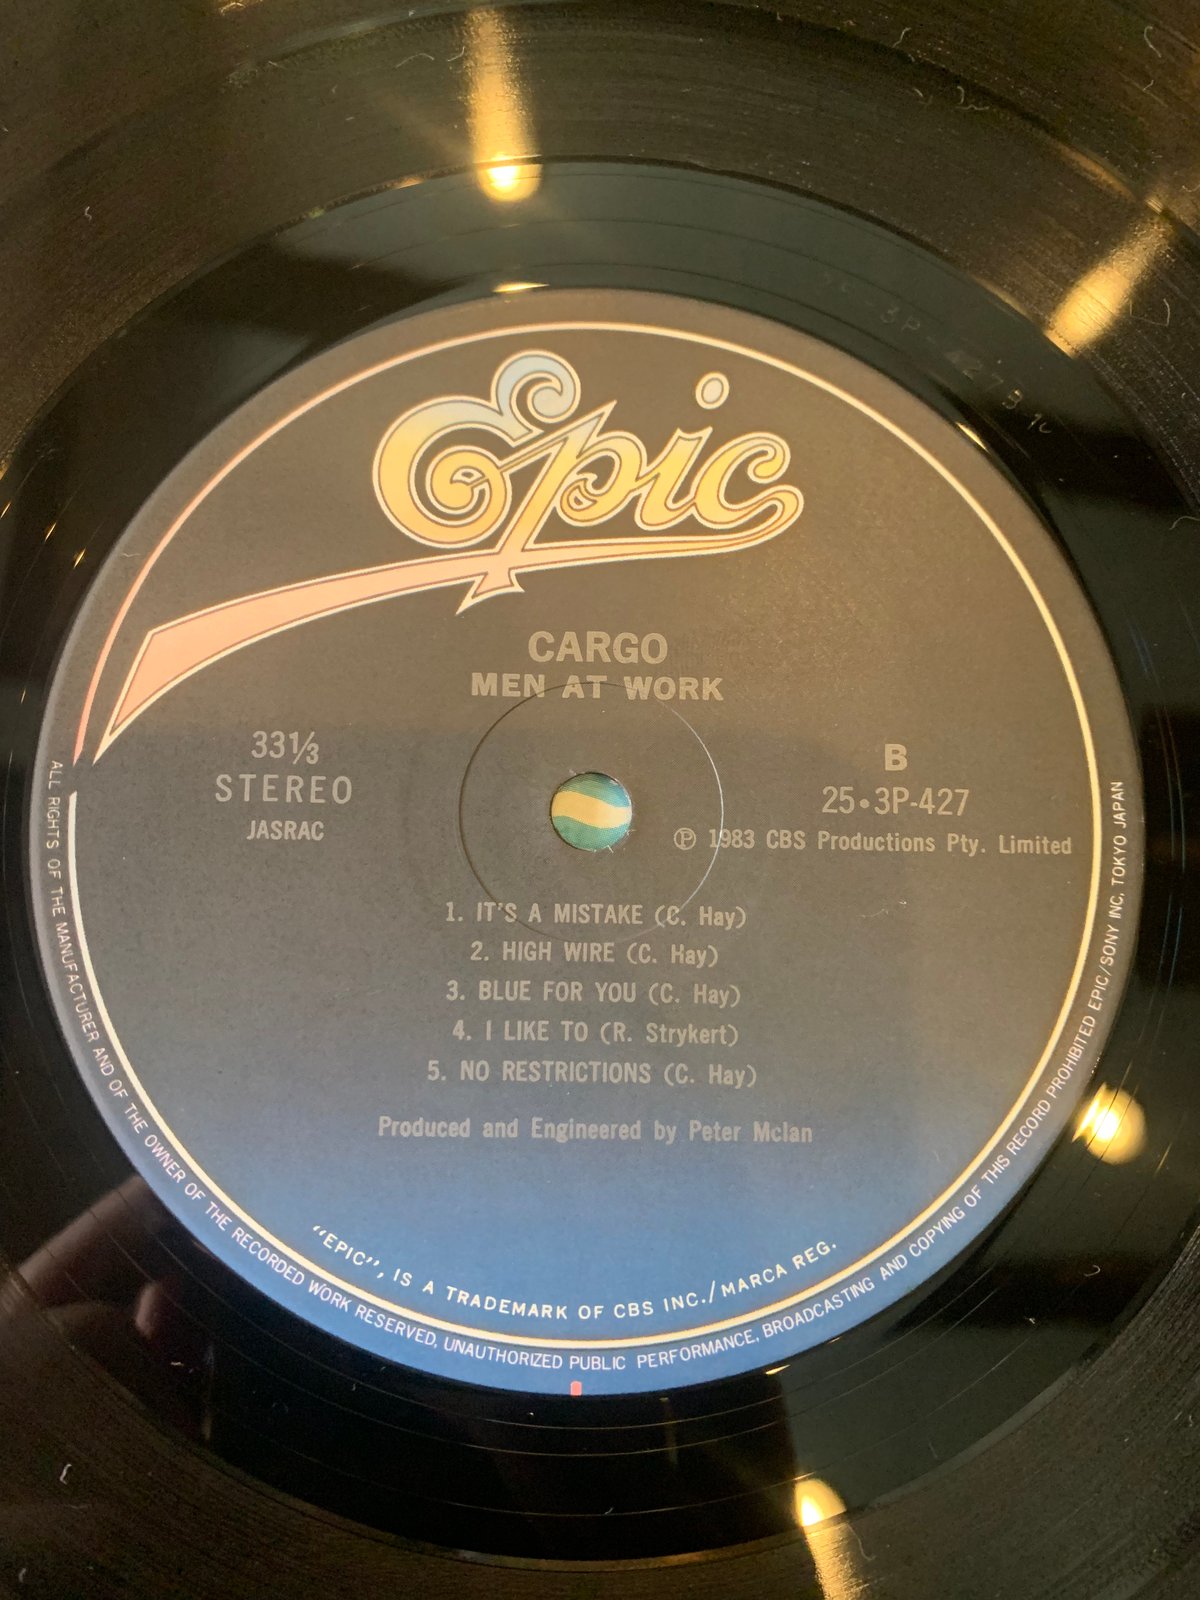 Epic
CARGO
MEN AT WORK
33⅓
STEREO
JASRAC
B
25•3P-427
Ⓟ 1983 CBS Productions Pty. Limited
1. IT'S A MISTAKE (C. Hay)
2. HIGH WIRE (C. Hay)
3. BLUE FOR YOU (C. Hay)
4. I LIKE TO (R. Strykert)
5. NO RESTRICTIONS (C. Hay)
Produced and Engineered by Peter McIan
“EPIC”, IS A TRADEMARK OF CBS INC./MARCA REG.
ALL RIGHTS OF THE MANUFACTURER AND OF THE OWNER OF THE RECORDED WORK RESERVED, UNAUTHORIZED PUBLIC PERFORMANCE, BROADCASTING AND COPYING OF THIS RECORD PROHIBITED EPIC/SONY INC. TOKYO JAPAN